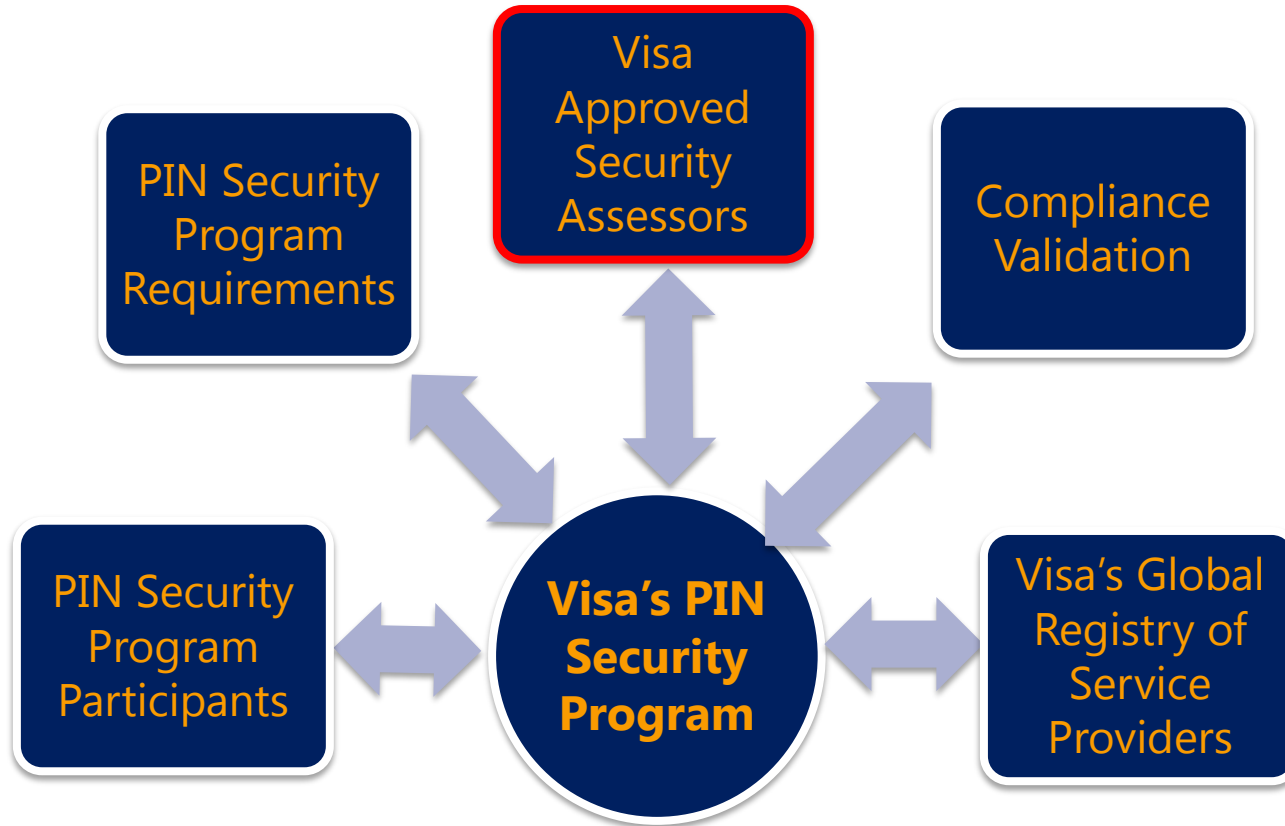 Visa
Approved
Security
Assessors
PIN Security
Program
Requirements
Compliance
Validation
PIN Security
Program
Participants
Visa’s PIN
Security
Program
Visa’s Global
Registry of
Service
Providers